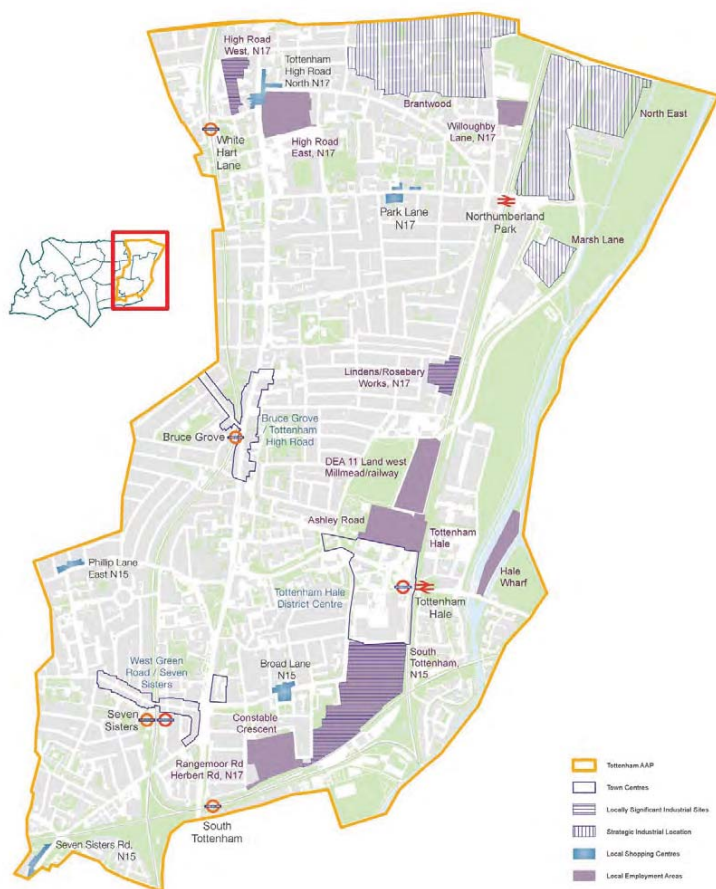 High Road
West, N17
Tottenham
High Road
North N17
Brantwood
North East
White
Hart
Lane
High Road
East, N17
Willoughby
Lane, N17
Park Lane
N17
Northumberland
Park
Marsh Lane
Lindens/Rosebery
Works, N17
Bruce Grove
Bruce Grove
/ Tottenham
High Road
DEA 11 Land west
Millmead/railway
Ashley Road
Tottenham
Hale
Phillip Lane
East N15
Hale
Wharf
Tottenham Hale
District Centre
Tottenham
Hale
West Green
Road / Seven
Sisters
Broad Lane
N15
South
Tottenham,
N15
Seven
Sisters
Constable
Crescent
Rangemoor Rd
Herbert Rd, N17
South
Tottenham
Seven Sisters Rd,
N15
Tottenham AAP
Town Centres
Locally Significant Industrial Sites
Strategic Industrial Location
Local Shopping Centres
Local Employment Areas